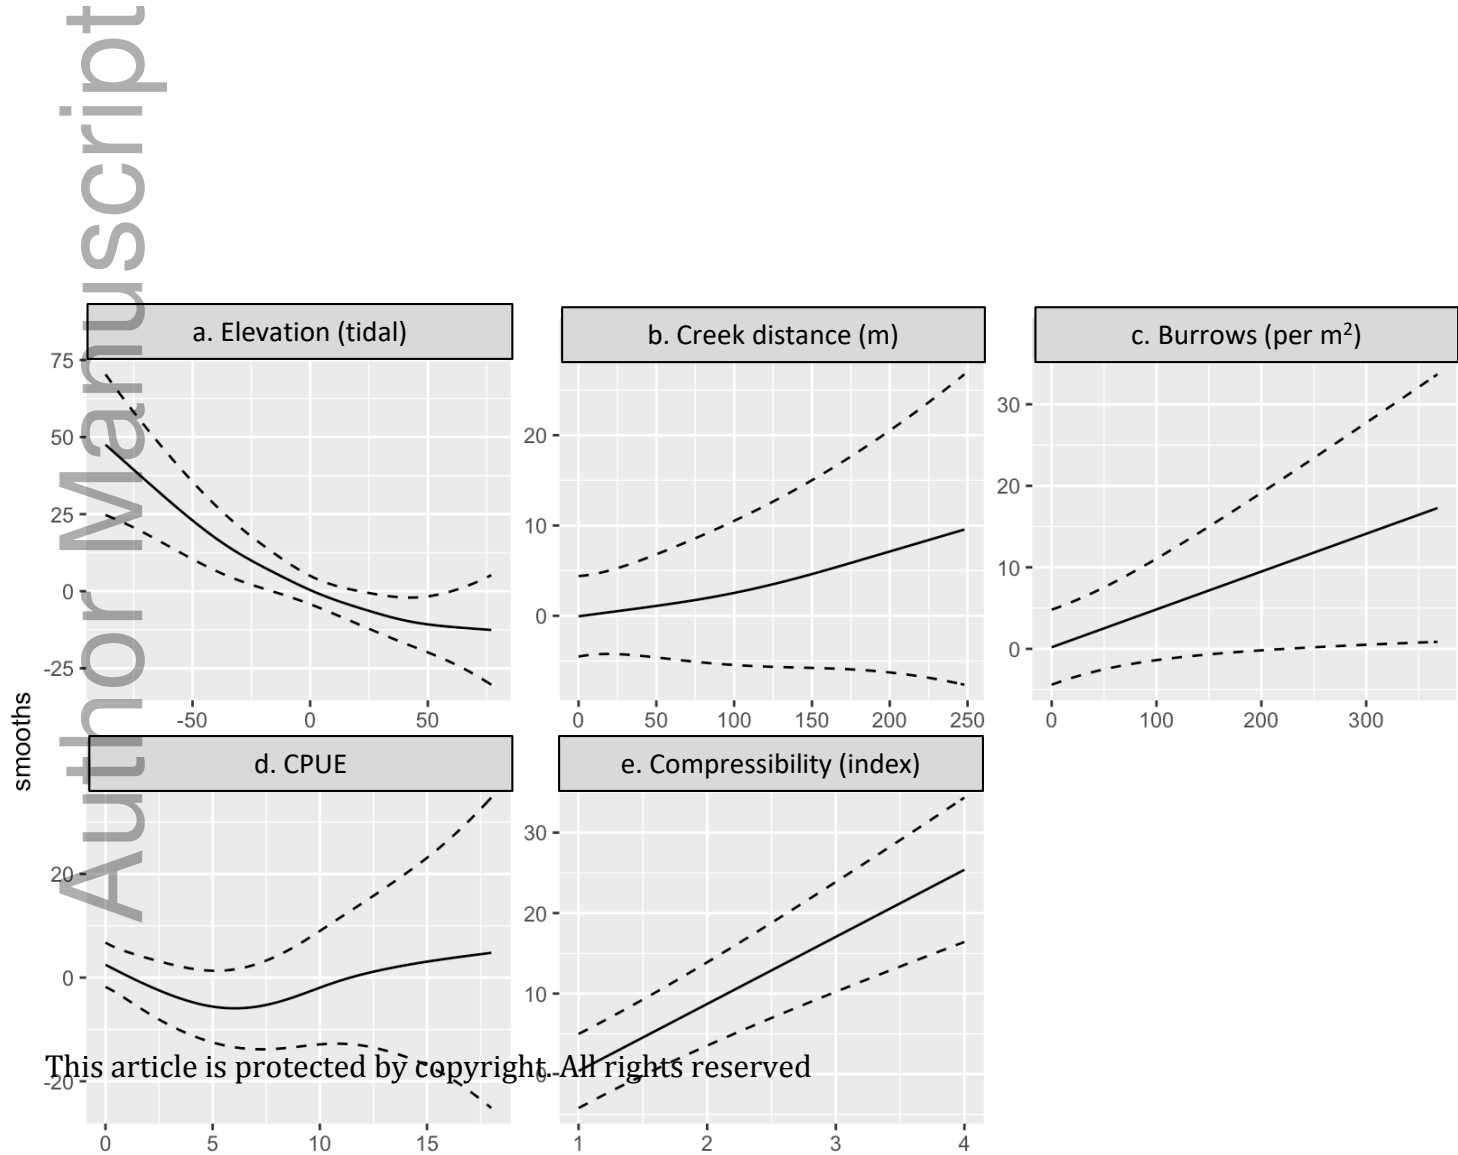 Author Manuscript
a. Elevation (tidal)
b. Creek distance (m)
c. Burrows (per m²)
75
50
25
0
-25
-50 0 50
20
10
0
0 50 100 150 200 250
30
20
10
0
0 100 200 300
smooths
d. CPUE
e. Compressibility (index)
20
0
-20
0 5 10 15
30
20
10
0
1 2 3 4
This article is protected by copyright. All rights reserved